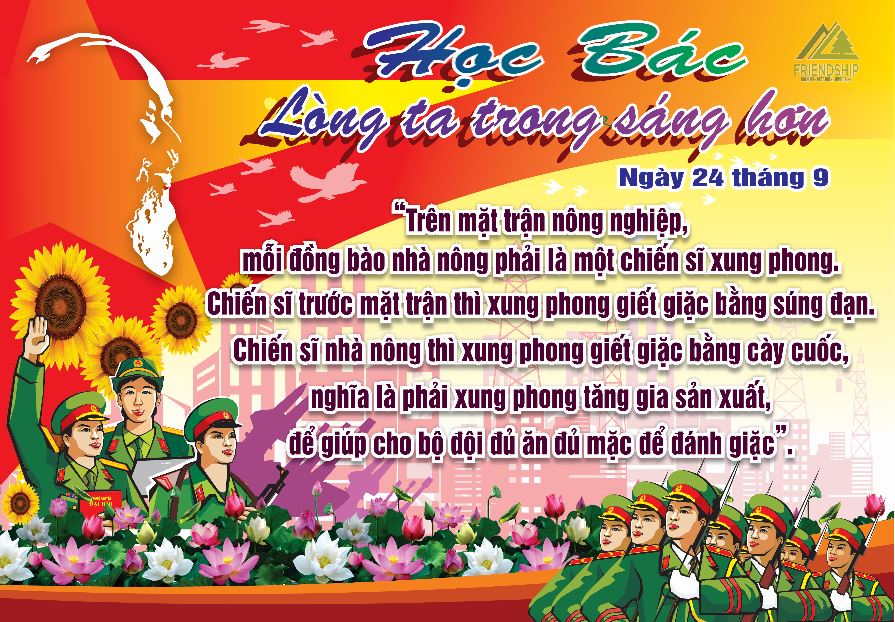 Học Bác
Lòng ta trong sáng hơn
FRIENDSHIP
Ngày 24 tháng 9
“Trên mặt trận nông nghiệp,
mỗi đồng bào nhà nông phải là một chiến sĩ xung phong.
Chiến sĩ trước mặt trận thì xung phong giết giặc bằng súng đạn.
Chiến sĩ nhà nông thì xung phong giết giặc bằng cày cuốc,
nghĩa là phải xung phong tăng gia sản xuất,
để giúp cho bộ đội đủ ăn đủ mặc để đánh giặc”.